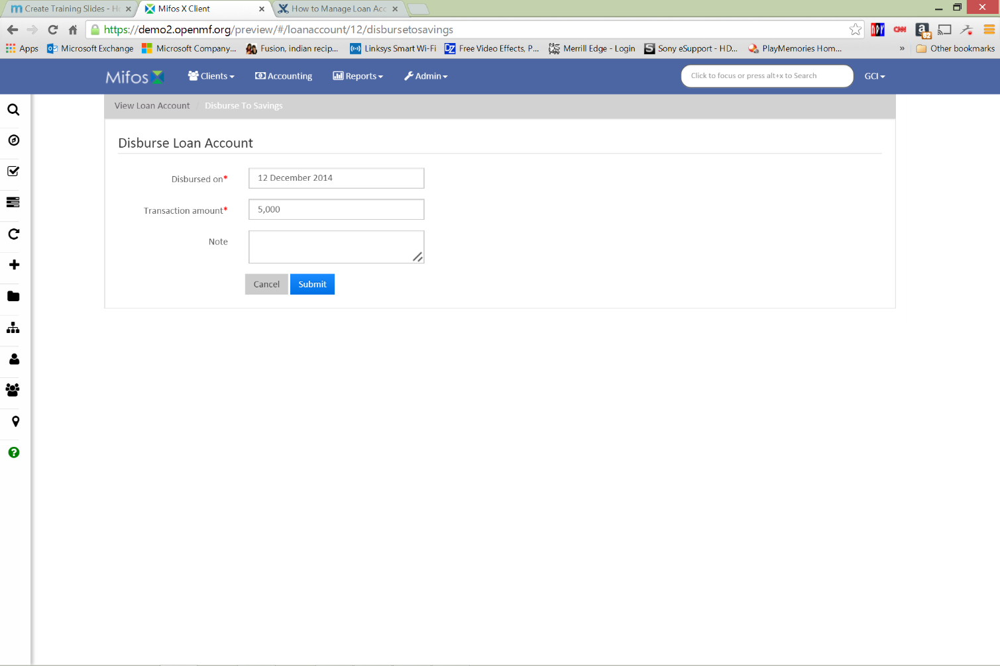 Create Training Slides - Ho
Mifos X Client
How to Manage Loan Acc
https://demo2.openmf.org/preview/#/loanaccount/12/disbursetosavings
CNN
a
62
Apps
Microsoft Exchange
Microsoft Company...
Fusion, indian recip...
Linksys Smart Wi-Fi
Free Video Effects, P...
Merrill Edge - Login
Sony eSupport - HD...
PlayMemories Hom...
»
Other bookmarks
Mifos X
Clients
Accounting
Reports
Admin
Click to focus or press alt+x to Search
GCI
View Loan Account / Disburse To Savings
Disburse Loan Account
Disbursed on* 12 December 2014
Transaction amount* 5,000
Note
Cancel Submit